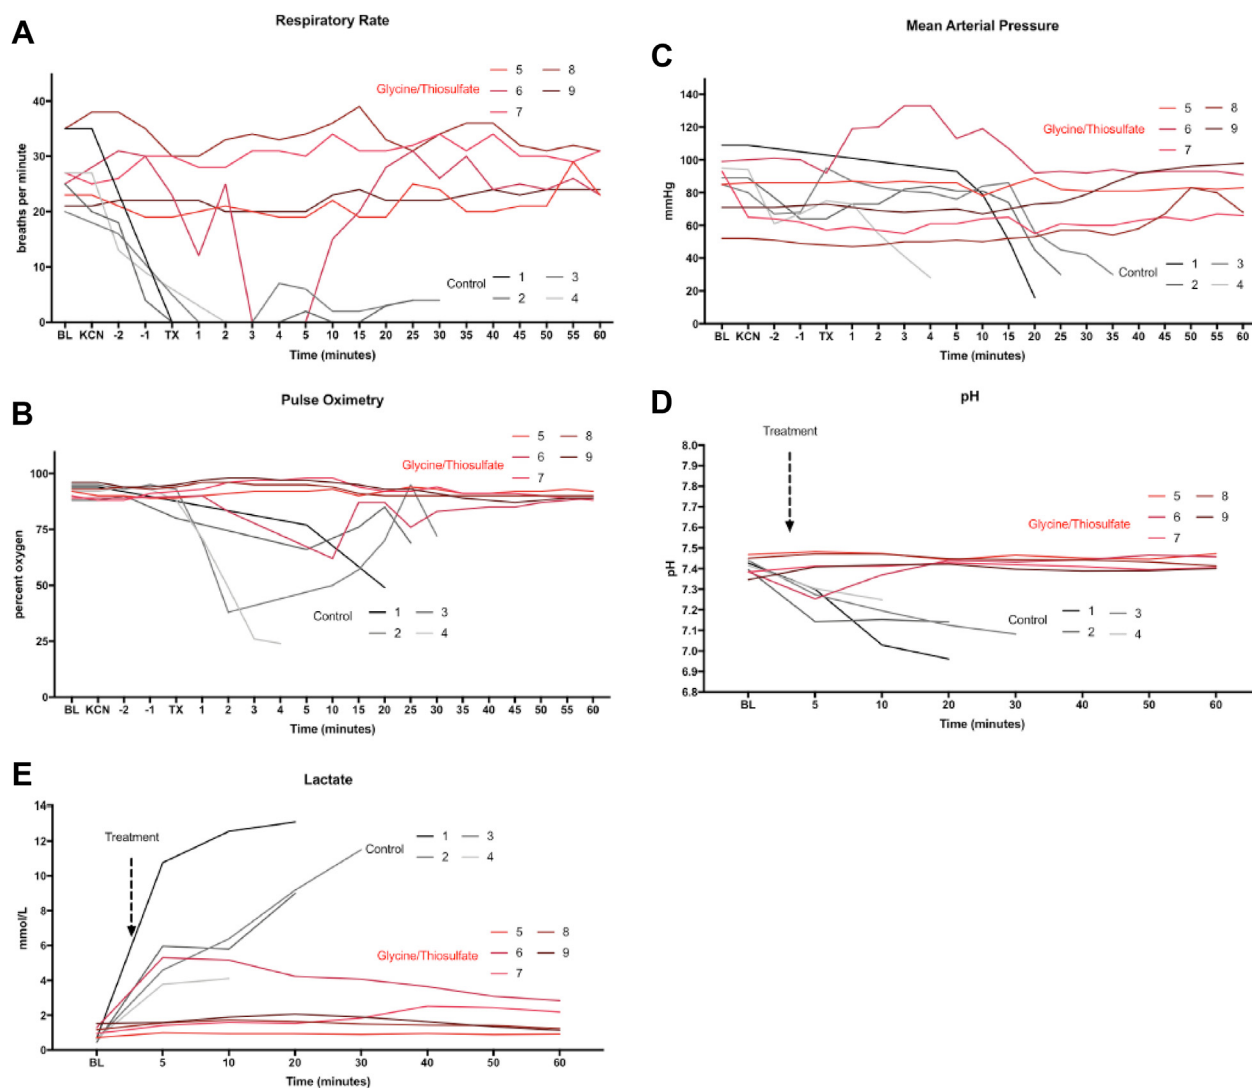 A
Respiratory Rate
5 8
Glycine/Thiosulfate 6 9
7
40
30
20
10
0
breaths per minute
Control 1 3
2 4
BL KCN -2 -1 TX 1 2 3 4 5 10 15 20 25 30 35 40 45 50 55 60
Time (minutes)
C
Mean Arterial Pressure
140
120
100
80
60
40
20
0
mmHg
5 8
Glycine/Thiosulfate 6 9
7
Control 1 3
2 4
BL KCN -2 -1 TX 1 2 3 4 5 10 15 20 25 30 35 40 45 50 55 60
Time (minutes)
B
Pulse Oximetry
5 8
Glycine/Thiosulfate 6 9
7
100
75
50
25
0
percent oxygen
Control 1 3
2 4
BL KCN -2 -1 TX 1 2 3 4 5 10 15 20 25 30 35 40 45 50 55 60
Time (minutes)
D
pH
Treatment
8.0
7.9
7.8
7.7
7.6
7.5
7.4
7.3
7.2
7.1
7.0
6.9
6.8
pH
5 8
Glycine/Thiosulfate 6 9
7
Control 1 3
2 4
BL 5 10 20 30 40 50 60
Time (minutes)
E
Lactate
14
12
10
8
6
4
2
0
mmol/L
Treatment
Control 1 3
2 4
5 8
Glycine/Thiosulfate 6 9
7
BL 5 10 20 30 40 50 60
Time (minutes)